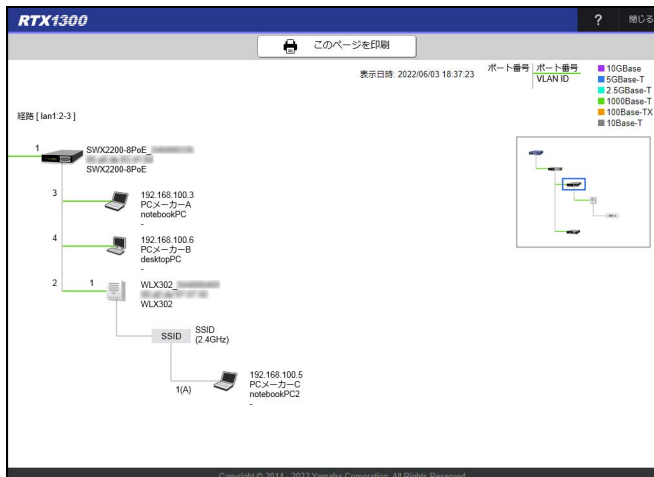 RTX1300
? 閉じる
このページを印刷
表示日時: 2022/06/03 18:37:23
ポート番号 ポート番号
VLAN ID
10GBase
5GBase-T
2.5GBase-T
1000Base-T
100Base-TX
10Base-T
経路 [ lan1:2-3 ]
1
SWX2200-8PoE_
SWX2200-8PoE
3
192.168.100.3
PCメーカーA
notebookPC
-
4
192.168.100.6
PCメーカーB
desktopPC
-
2 1
WLX302_
WLX302
SSID
SSID
(2.4GHz)
1(A)
192.168.100.5
PCメーカーC
notebookPC2
-
Copyright © 2014 - 2022 Yamaha Corporation. All Rights Reserved.